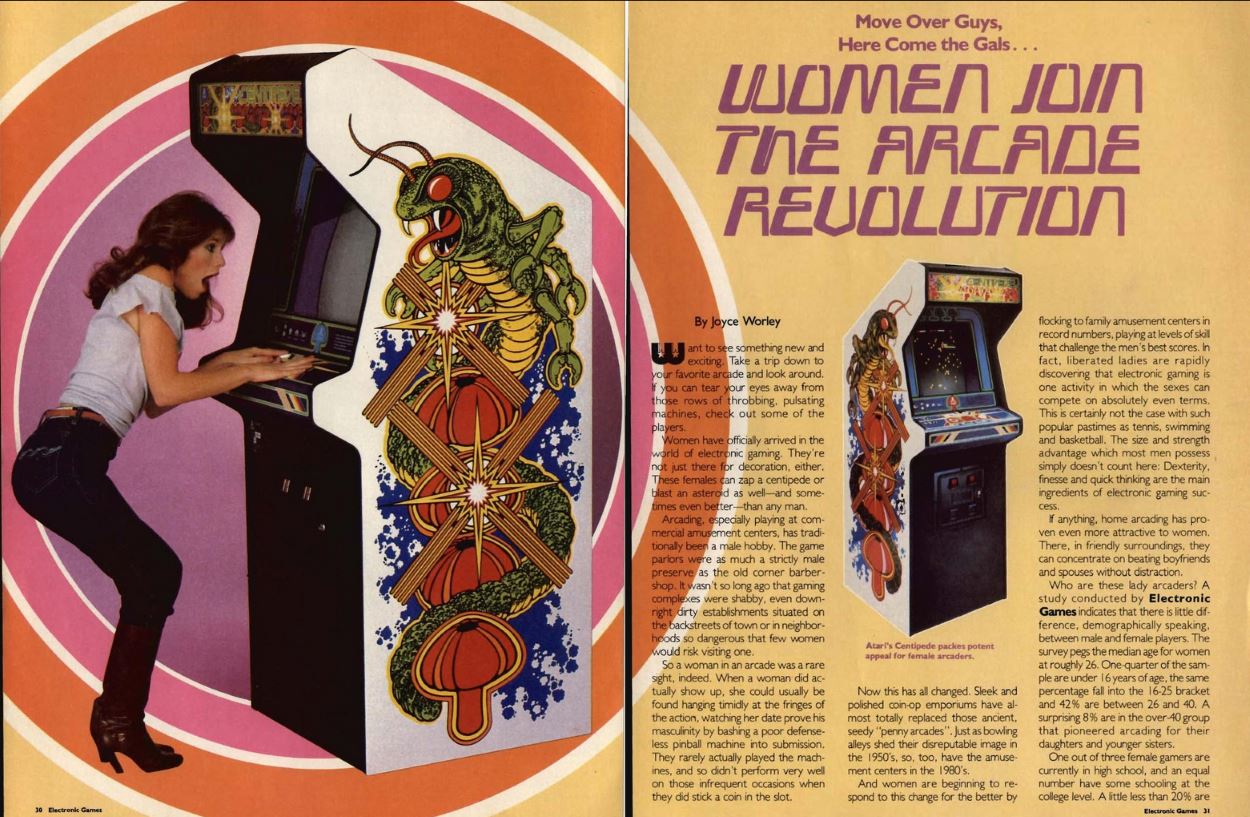 CENTIPEDE
30 Electronic Games
Move Over Guys,
Here Come the Gals . . .
WOMEN JOIN
THE ARCADE
REVOLUTION
By Joyce Worley
Want to see something new and
exciting. Take a trip down to
your favorite arcade and look around.
If you can tear your eyes away from
those rows of throbbing, pulsating
machines, check out some of the
players.
Women have officially arrived in the
world of electronic gaming. They're
not just there for decoration, either.
These females can zap a centipede or
blast an asteroid as well—and some-
times even better—than any man.
Arcading, especially playing at com-
mercial amusement centers, has tradi-
tionally been a male hobby. The game
parlors were as much a strictly male
preserve as the old corner barber-
shop. It wasn't so long ago that gaming
complexes were shabby, even down-
right dirty establishments situated on
the backstreets of town or in neighbor-
hoods so dangerous that few women
would risk visiting one.
So a woman in an arcade was a rare
sight, indeed. When a woman did ac-
tually show up, she could usually be
found hanging timidly at the fringes of
the action, watching her date prove his
masculinity by bashing a poor defense-
less pinball machine into submission.
They rarely actually played the mach-
ines, and so didn't perform very well
on those infrequent occasions when
they did stick a coin in the slot.
CENTIPEDE
Atari's Centipede packes potent
appeal for female arcaders.
Now this has all changed. Sleek and
polished coin-op emporiums have al-
most totally replaced those ancient,
seedy "penny arcades". Just as bowling
alleys shed their disreputable image in
the 1950's, so, too, have the amuse-
ment centers in the 1980's.
And women are beginning to re-
spond to this change for the better by
flocking to family amusement centers in
record numbers, playing at levels of skill
that challenge the men's best scores. In
fact, liberated ladies are rapidly
discovering that electronic gaming is
one activity in which the sexes can
compete on absolutely even terms.
This is certainly not the case with such
popular pastimes as tennis, swimming
and basketball. The size and strength
advantage which most men possess
simply doesn't count here: Dexterity,
finesse and quick thinking are the main
ingredients of electronic gaming suc-
cess.
If anything, home arcading has pro-
ven even more attractive to women.
There, in friendly surroundings, they
can concentrate on beating boyfriends
and spouses without distraction.
Who are these lady arcaders? A
study conducted by Electronic
Games indicates that there is little dif-
ference, demographically speaking,
between male and female players. The
survey pegs the median age for women
at roughly 26. One-quarter of the sam-
ple are under 16 years of age, the same
percentage fall into the 16-25 bracket
and 42% are between 26 and 40. A
surprising 8% are in the over-40 group
that pioneered arcading for their
daughters and younger sisters.
One out of three female gamers are
currently in high school, and an equal
number have some schooling at the
college level. A little less than 20% are
Electronic Games 31